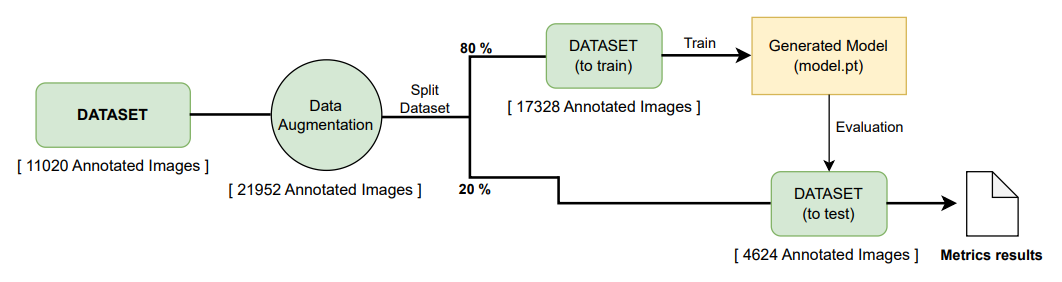 DATASET
[ 11020 Annotated Images ]
Data
Augmentation
[ 21952 Annotated Images ]
Split
Dataset
80 %
20 %
DATASET
(to train)
[ 17328 Annotated Images ]
Train
Generated Model
(model.pt)
Evaluation
DATASET
(to test)
[ 4624 Annotated Images ]
Metrics results